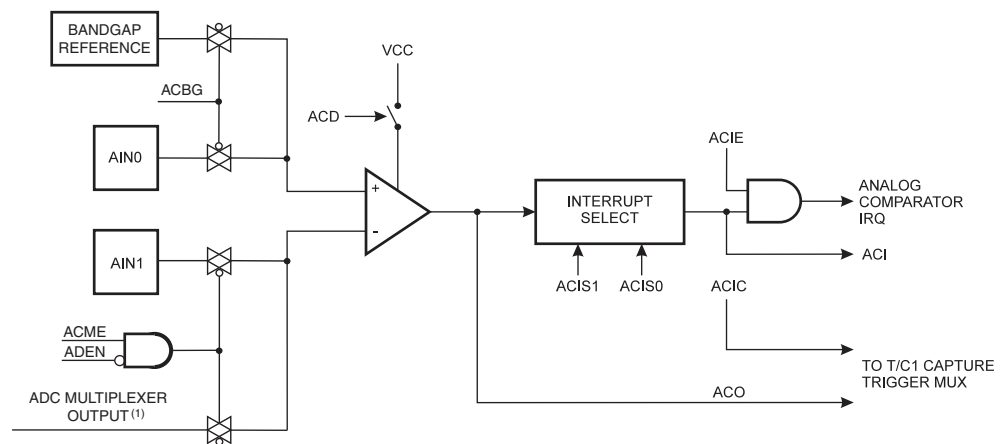 BANDGAP
REFERENCE
VCC
ACBG
ACD
ACIE
AIN0
+
-
INTERRUPT
SELECT
ANALOG
COMPARATOR
IRQ
AIN1
ACI
ACIS1
ACIS0
ACIC
ACME
ADEN
TO T/C1 CAPTURE
TRIGGER MUX
ADC MULTIPLEXER
OUTPUT (1)
ACO